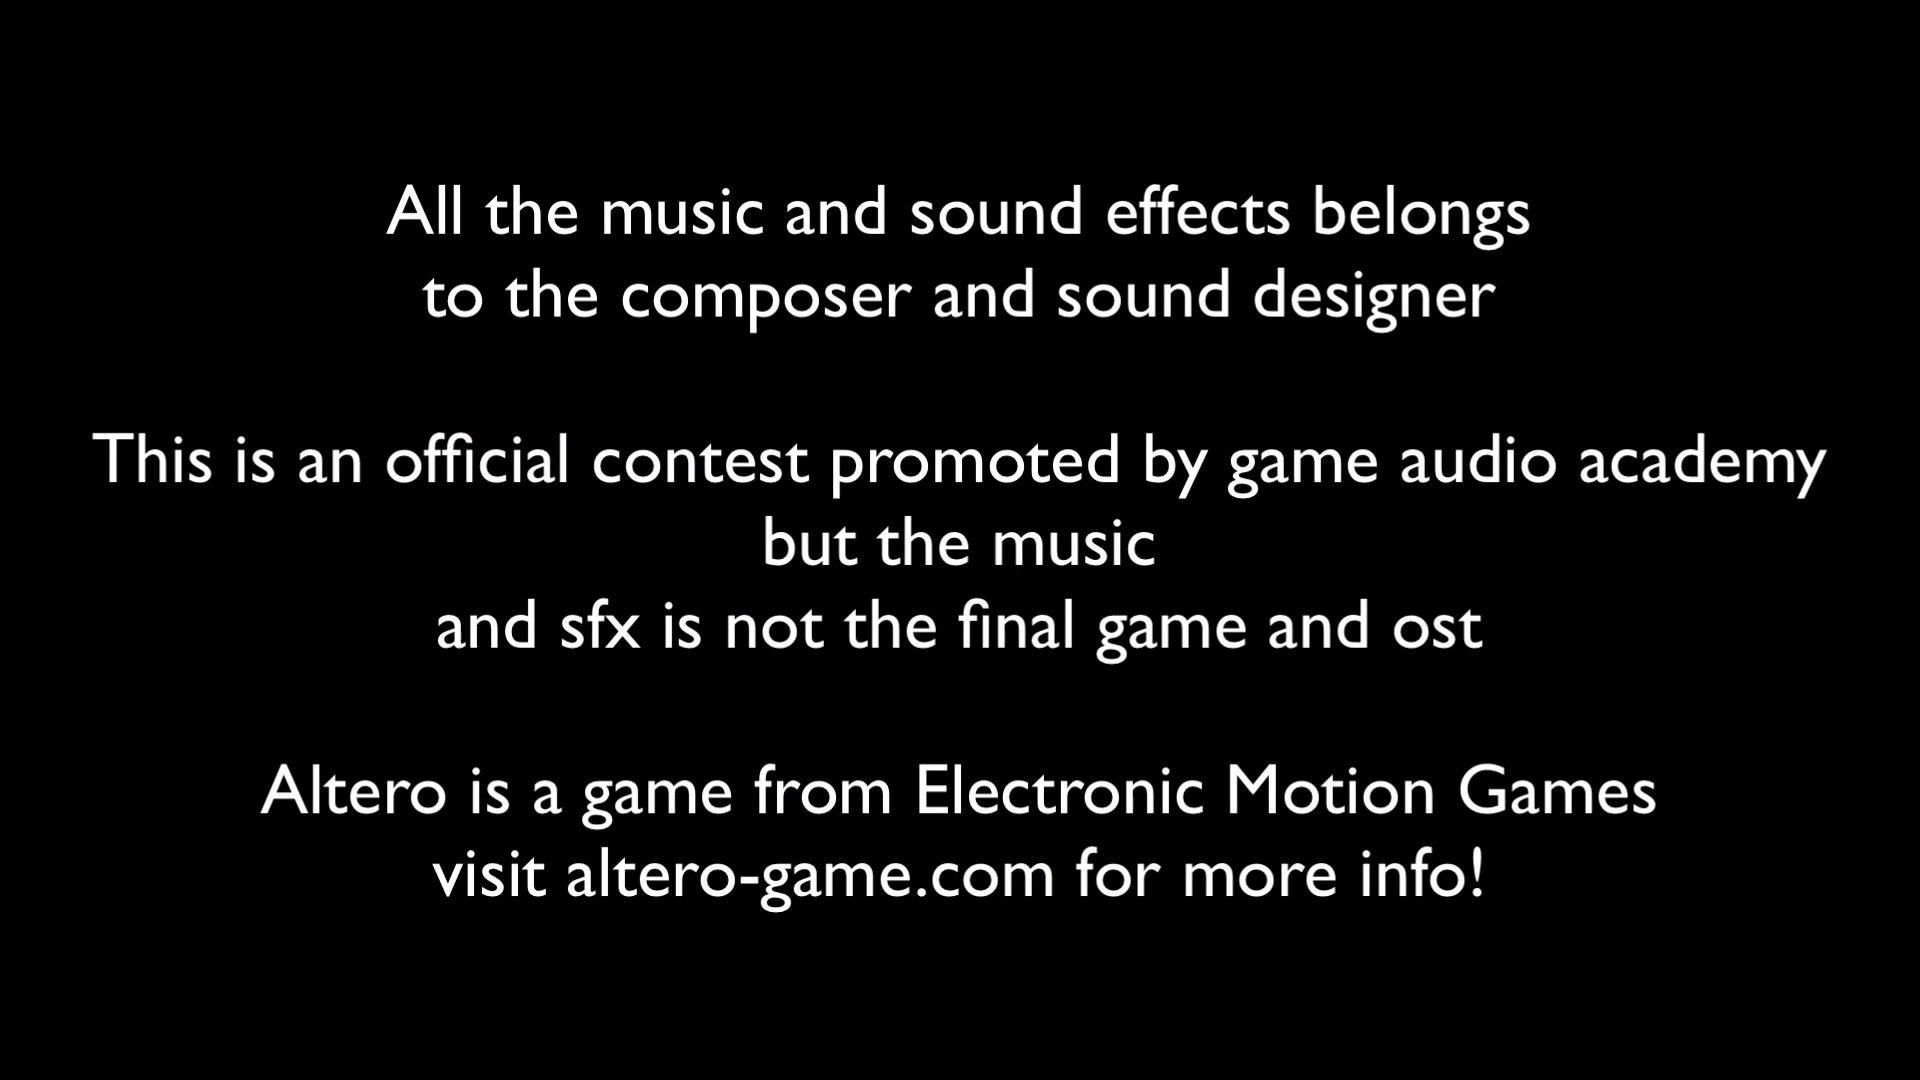 All the music and sound effects belongs
to the composer and sound designer
This is an official contest promoted by game audio academy
but the music
and sfx is not the final game and ost
Altero is a game from Electronic Motion Games
visit altero-game.com for more info!